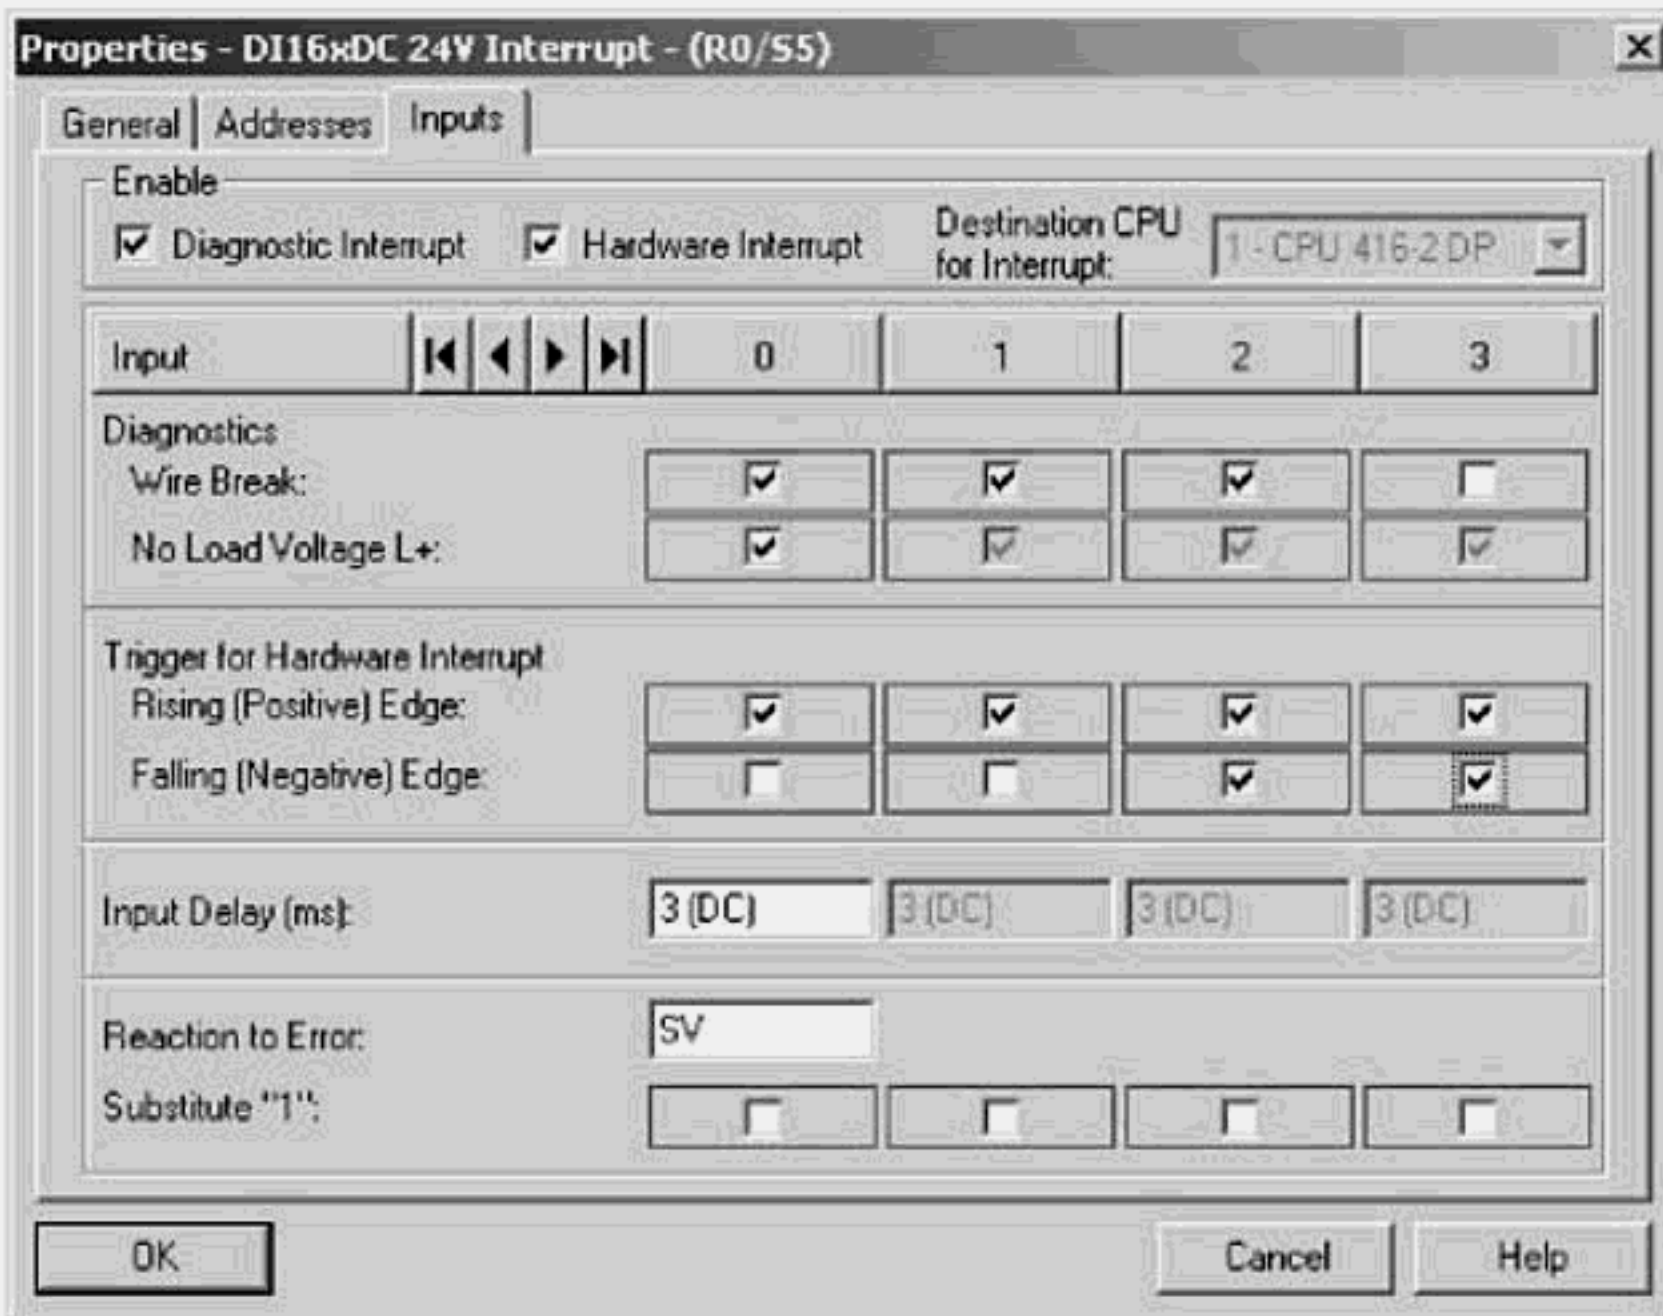 Properties - DI16xDC 24V Interrupt - (R0/S5)
General Addresses Inputs
Enable
Diagnostic Interrupt Hardware Interrupt Destination CPU for Interrupt: 1 - CPU 416-2 DP
Input 0 1 2 3
Diagnostics
Wire Break:
No Load Voltage L+:
Trigger for Hardware Interrupt
Rising (Positive) Edge:
Falling (Negative) Edge:
Input Delay (ms): 3 (DC) 3 (DC) 3 (DC) 3 (DC)
Reaction to Error: SV
Substitute "1":
OK Cancel Help